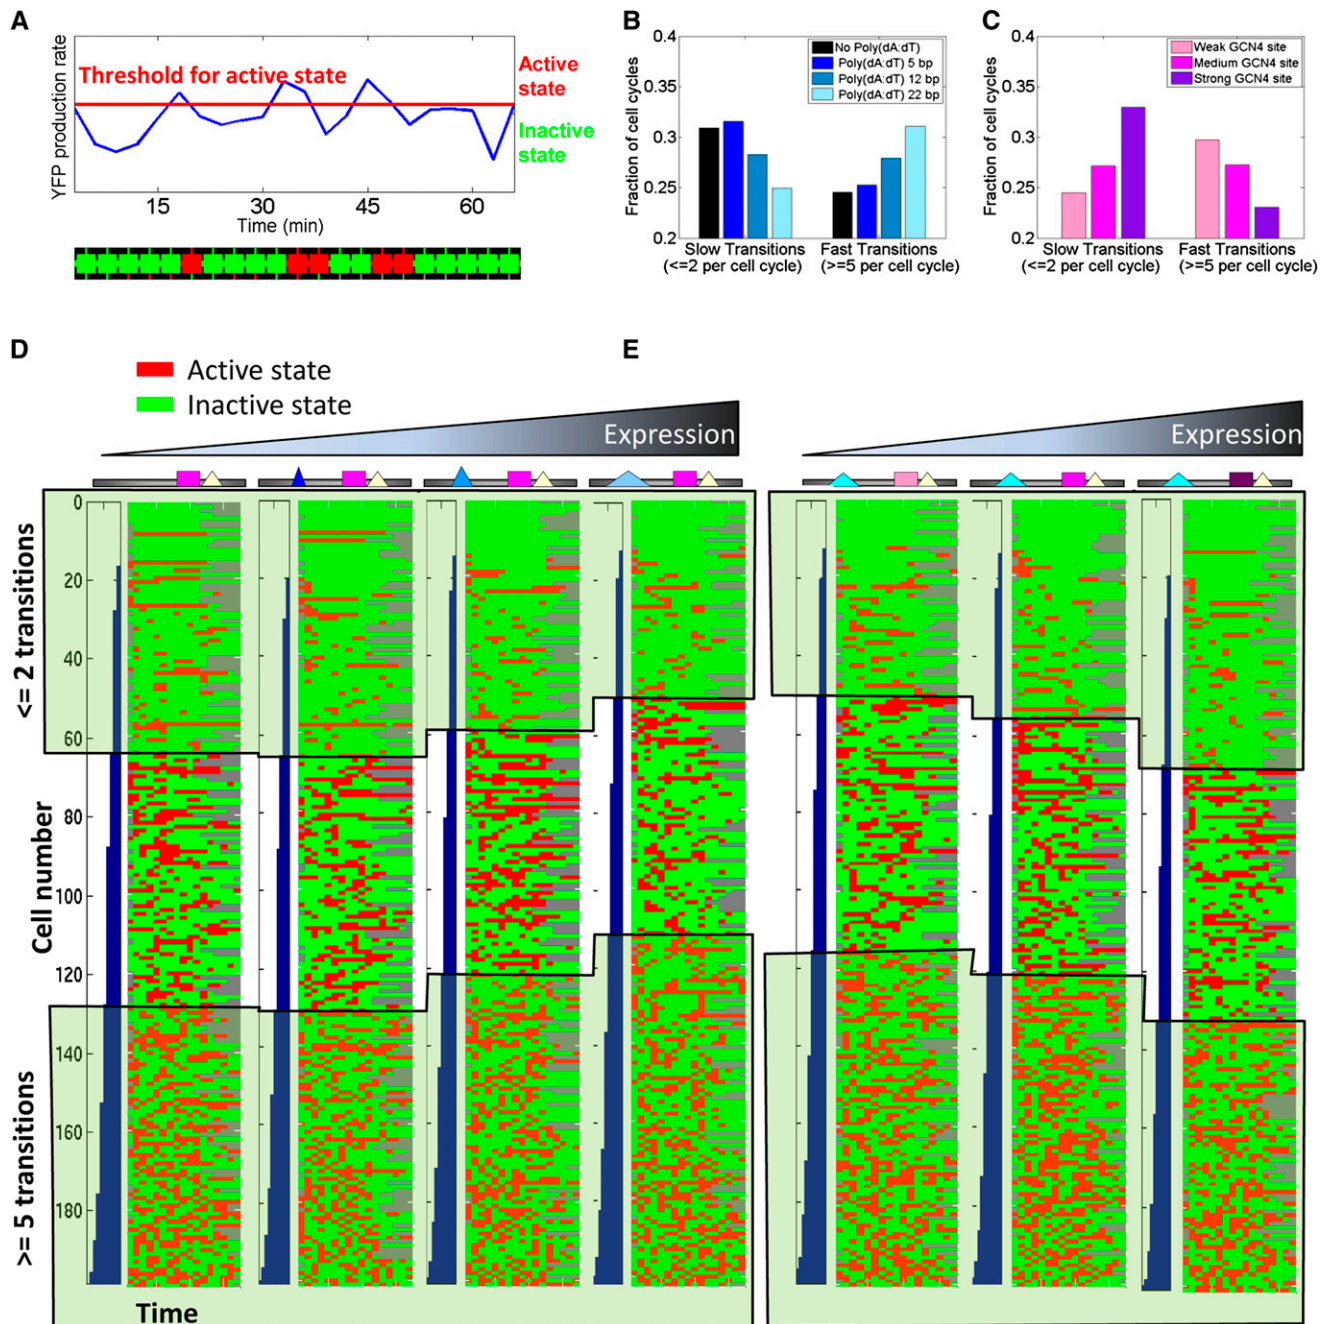 A
YFP production rate
Threshold for active state
Active
state
Inactive
state
15
30
45
60
Time (min)
B
Fraction of cell cycles
0.4
0.35
0.3
0.25
0.2
No Poly(dA:dT)
Poly(dA:dT) 5 bp
Poly(dA:dT) 12 bp
Poly(dA:dT) 22 bp
Slow Transitions
(<=2 per cell cycle)
Fast Transitions
(>=5 per cell cycle)
C
Fraction of cell cycles
0.4
0.35
0.3
0.25
0.2
Weak GCN4 site
Medium GCN4 site
Strong GCN4 site
Slow Transitions
(<=2 per cell cycle)
Fast Transitions
(>=5 per cell cycle)
D
Active state
Inactive state
Expression
<= 2 transitions
Cell number
>= 5 transitions
0
20
40
60
80
100
120
140
160
180
Time
E
Expression